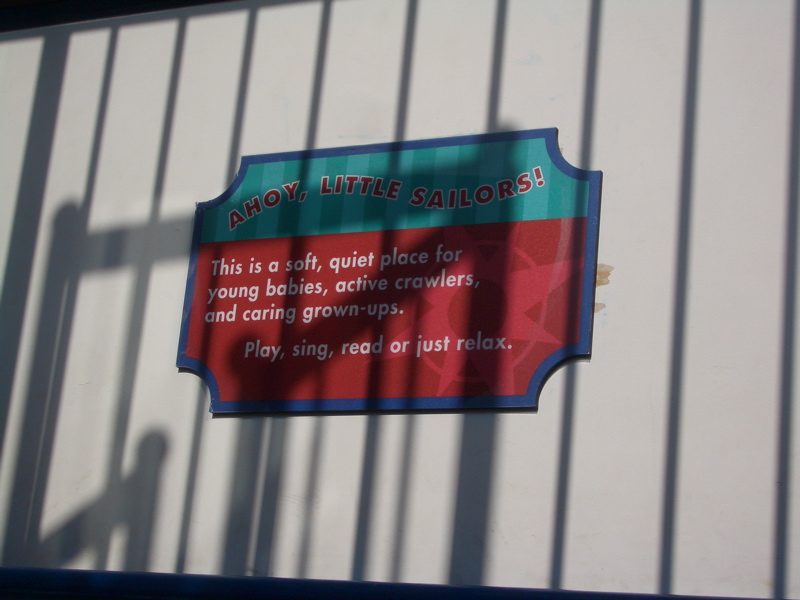 AHOY, LITTLE SAILORS!
This is a soft, quiet place for
young babies, active crawlers,
and caring grown-ups.
Play, sing, read or just relax.